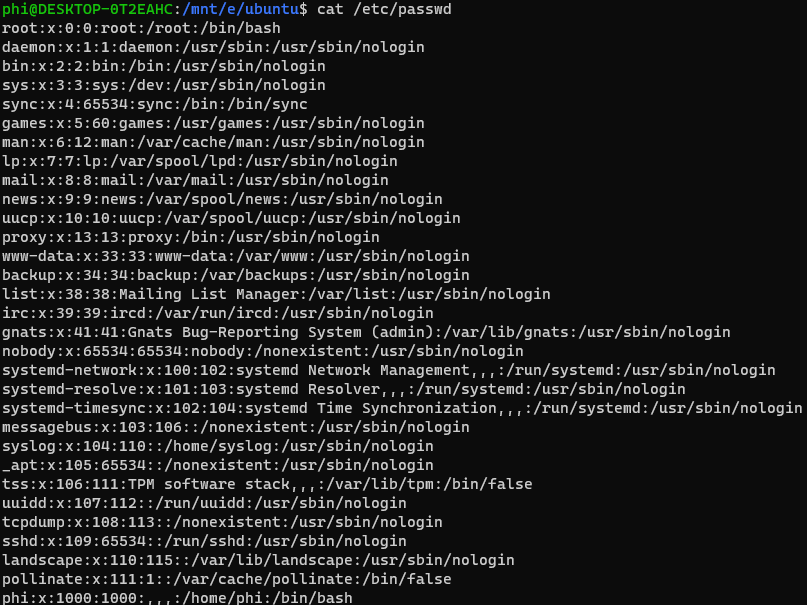 phi@DESKTOP-0T2EAHC:/mnt/e/ubuntu$ cat /etc/passwd
root:x:0:0:root:/root:/bin/bash
daemon:x:1:1:daemon:/usr/sbin:/usr/sbin/nologin
bin:x:2:2:bin:/bin:/usr/sbin/nologin
sys:x:3:3:sys:/dev:/usr/sbin/nologin
sync:x:4:65534:sync:/bin:/bin/sync
games:x:5:60:games:/usr/games:/usr/sbin/nologin
man:x:6:12:man:/var/cache/man:/usr/sbin/nologin
lp:x:7:7:lp:/var/spool/lpd:/usr/sbin/nologin
mail:x:8:8:mail:/var/mail:/usr/sbin/nologin
news:x:9:9:news:/var/spool/news:/usr/sbin/nologin
uucp:x:10:10:uucp:/var/spool/uucp:/usr/sbin/nologin
proxy:x:13:13:proxy:/bin:/usr/sbin/nologin
www-data:x:33:33:www-data:/var/www:/usr/sbin/nologin
backup:x:34:34:backup:/var/backups:/usr/sbin/nologin
list:x:38:38:Mailing List Manager:/var/list:/usr/sbin/nologin
irc:x:39:39:ircd:/var/run/ircd:/usr/sbin/nologin
gnats:x:41:41:Gnats Bug-Reporting System (admin):/var/lib/gnats:/usr/sbin/nologin
nobody:x:65534:65534:nobody:/nonexistent:/usr/sbin/nologin
systemd-network:x:100:102:systemd Network Management,,,:/run/systemd:/usr/sbin/nologin
systemd-resolve:x:101:103:systemd Resolver,,,:/run/systemd:/usr/sbin/nologin
systemd-timesync:x:102:104:systemd Time Synchronization,,,:/run/systemd:/usr/sbin/nologin
messagebus:x:103:106::/nonexistent:/usr/sbin/nologin
syslog:x:104:110::/home/syslog:/usr/sbin/nologin
_apt:x:105:65534::/nonexistent:/usr/sbin/nologin
tss:x:106:111:TPM software stack,,,:/var/lib/tpm:/bin/false
uuidd:x:107:112::/run/uuidd:/usr/sbin/nologin
tcpdump:x:108:113::/nonexistent:/usr/sbin/nologin
sshd:x:109:65534::/run/sshd:/usr/sbin/nologin
landscape:x:110:115::/var/lib/landscape:/usr/sbin/nologin
pollinate:x:111:1::/var/cache/pollinate:/bin/false
phi:x:1000:1000:,,,:/home/phi:/bin/bash